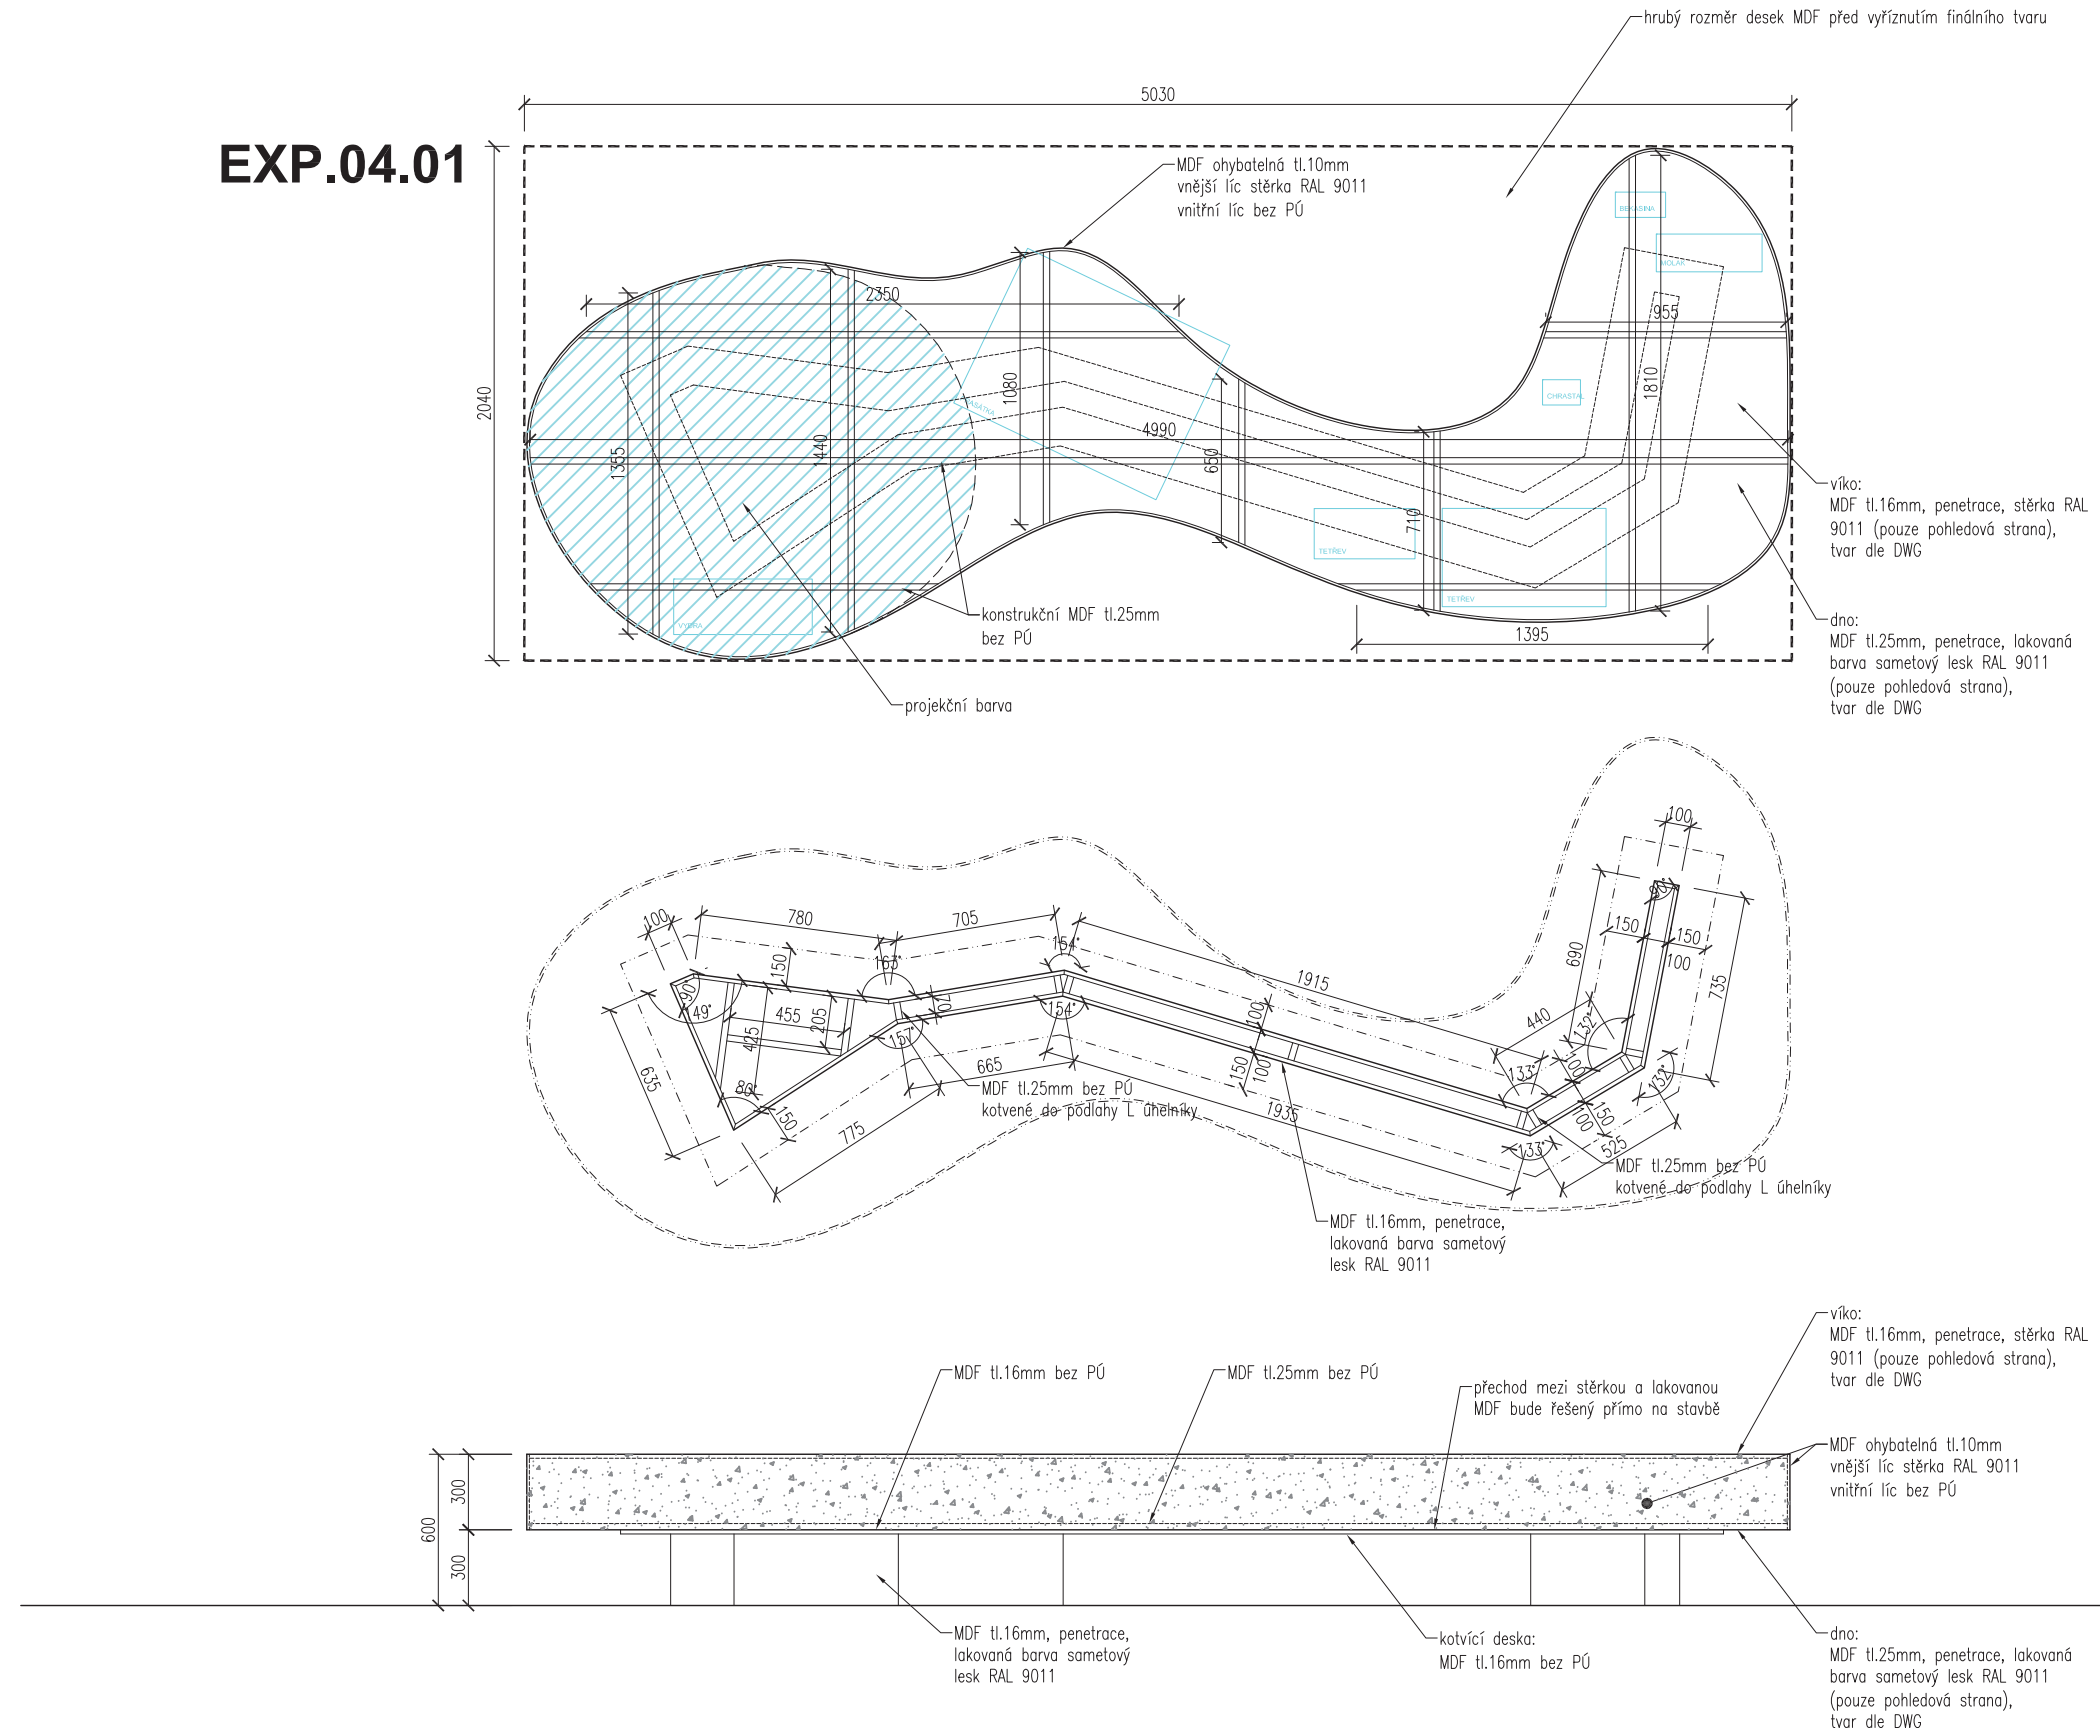 hrubý rozměr desek MDF před vyříznutím finálního tvaru
5030
EXP.04.01
MDF ohybatelná tl.10mm
vnější líc stěrka RAL 9011
vnitřní líc bez PÚ
BEKASINA
MOLAK
2350
955
2040
1080
1810
CHRASTAL
4990
1355
1440
650
710
víko:
MDF tl.16mm, penetrace, stěrka RAL
9011 (pouze pohledová strana),
tvar dle DWG
TETŘEV
TETŘEV
VYDRA
konstrukční MDF tl.25mm
bez PÚ
1395
dno:
MDF tl.25mm, penetrace, lakovaná
barva sametový lesk RAL 9011
(pouze pohledová strana),
tvar dle DWG
projekční barva
100
100
780
705
154°
90°
150
163°
1915
690
150
150
100
735
90°
49°
455
205
425
70
154°
157°
100
440
132°
635
80°
150
665
150
100
133°
100
132°
MDF tl.25mm bez PÚ
kotvené do podlahy L úhelníky
775
1935
150
100
133°
525
MDF tl.25mm bez PÚ
kotvené do podlahy L úhelníky
MDF tl.16mm, penetrace,
lakovaná barva sametový
lesk RAL 9011
víko:
MDF tl.16mm, penetrace, stěrka RAL
9011 (pouze pohledová strana),
tvar dle DWG
MDF tl.16mm bez PÚ
MDF tl.25mm bez PÚ
přechod mezi stěrkou a lakovanou
MDF bude řešený přímo na stavbě
MDF ohybatelná tl.10mm
vnější líc stěrka RAL 9011
vnitřní líc bez PÚ
300
600
300
MDF tl.16mm, penetrace,
lakovaná barva sametový
lesk RAL 9011
kotvící deska:
MDF tl.16mm bez PÚ
dno:
MDF tl.25mm, penetrace, lakovaná
barva sametový lesk RAL 9011
(pouze pohledová strana),
tvar dle DWG